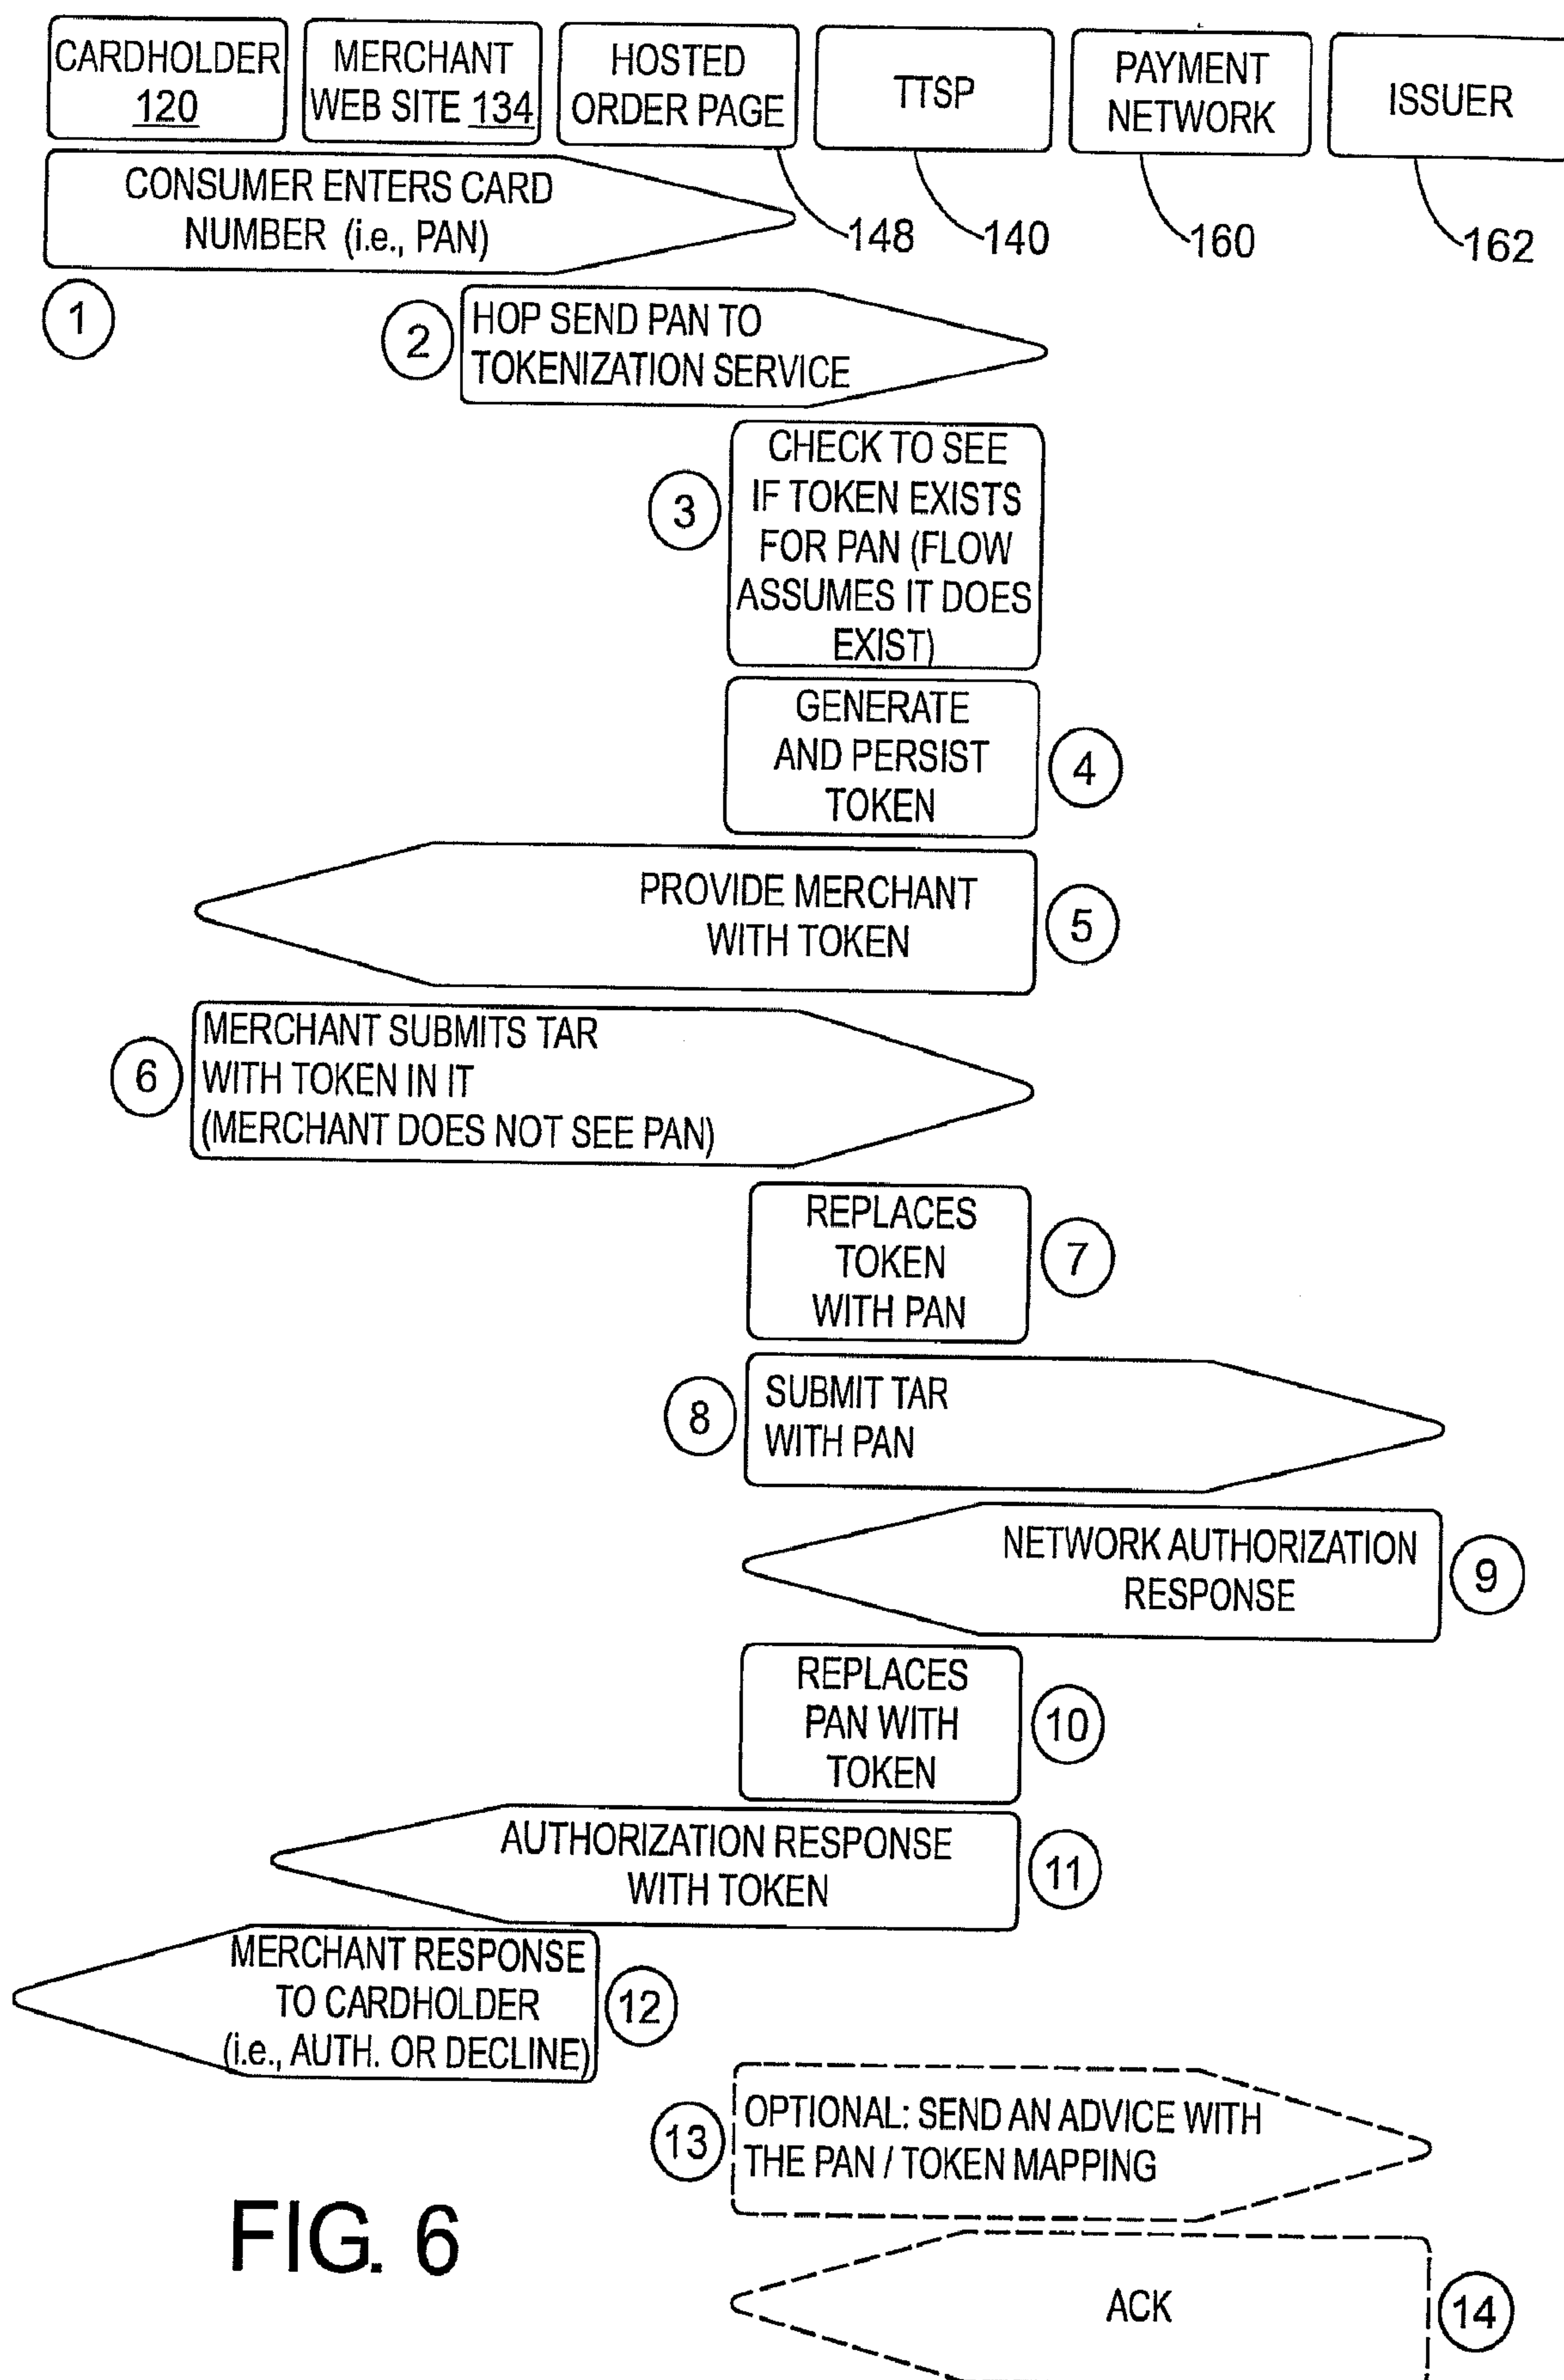 CARDHOLDER
120
MERCHANT
WEB SITE 134
HOSTED
ORDER PAGE
TTSP
PAYMENT
NETWORK
ISSUER
CONSUMER ENTERS CARD
NUMBER (i.e., PAN)
148
140
160
162
1
2
HOP SEND PAN TO
TOKENIZATION SERVICE
3
CHECK TO SEE
IF TOKEN EXISTS
FOR PAN (FLOW
ASSUMES IT DOES
EXIST)
GENERATE
AND PERSIST
TOKEN
4
PROVIDE MERCHANT
WITH TOKEN
5
6
MERCHANT SUBMITS TAR
WITH TOKEN IN IT
(MERCHANT DOES NOT SEE PAN)
REPLACES
TOKEN
WITH PAN
7
8
SUBMIT TAR
WITH PAN
NETWORK AUTHORIZATION
RESPONSE
9
REPLACES
PAN WITH
TOKEN
10
AUTHORIZATION RESPONSE
WITH TOKEN
11
MERCHANT RESPONSE
TO CARDHOLDER
(i.e., AUTH. OR DECLINE)
12
13
OPTIONAL: SEND AN ADVICE WITH
THE PAN / TOKEN MAPPING
FIG. 6
ACK
14